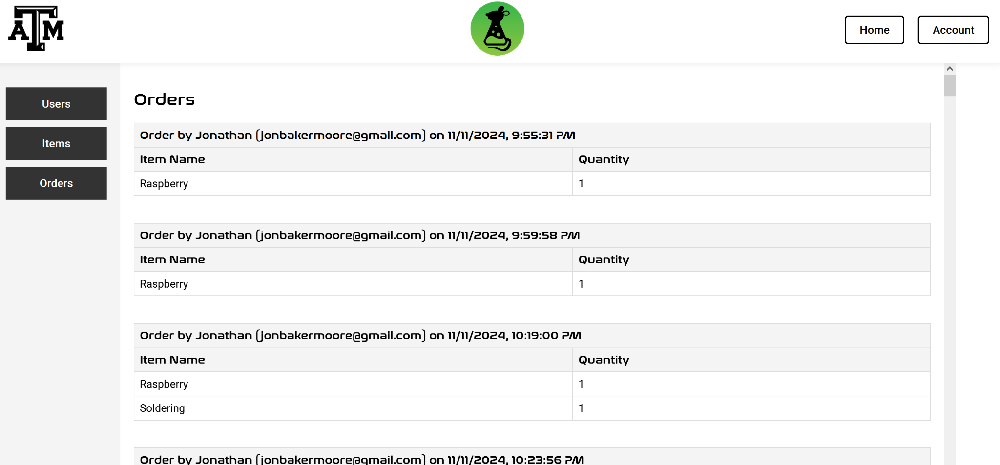 ATM
Home
Account
Users
Items
Orders
Orders
Order by Jonathan (jonbakermoore@gmail.com) on 11/11/2024, 9:55:31 PM
Item Name Quantity
Raspberry 1
Order by Jonathan (jonbakermoore@gmail.com) on 11/11/2024, 9:59:58 PM
Item Name Quantity
Raspberry 1
Order by Jonathan (jonbakermoore@gmail.com) on 11/11/2024, 10:19:00 PM
Item Name Quantity
Raspberry 1
Soldering 1
Order by Jonathan (jonbakermoore@gmail.com) on 11/11/2024, 10:23:56 PM